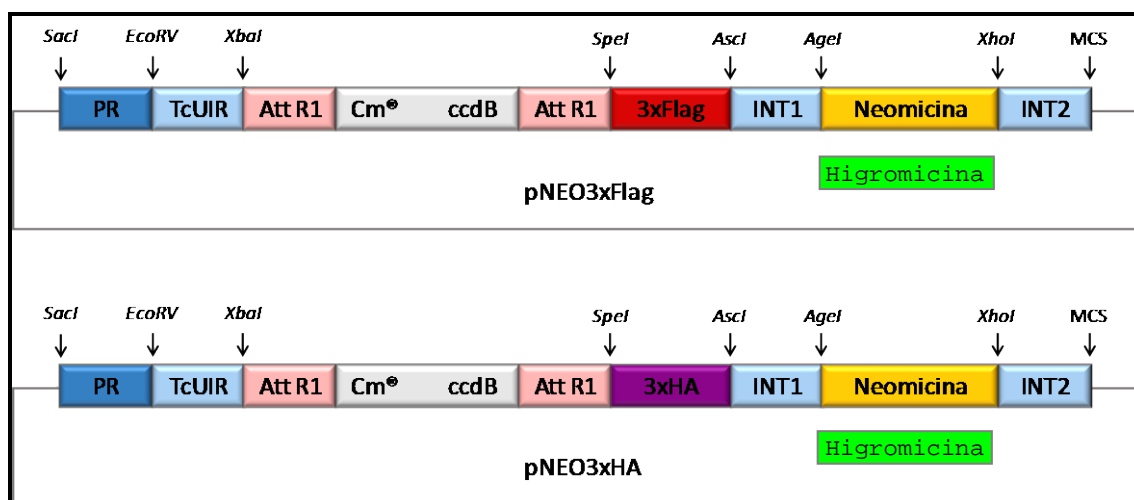 SacI EcoRV XbaI SpeI AscI AgeI XhoI MCS
PR TcUIR Att R1 Cm® ccdB Att R1 3xFlag INT1 Neomicina INT2
Higromicina
pNEO3xFlag
SacI EcoRV XbaI SpeI AscI AgeI XhoI MCS
PR TcUIR Att R1 Cm® ccdB Att R1 3xHA INT1 Neomicina INT2
Higromicina
pNEO3xHA